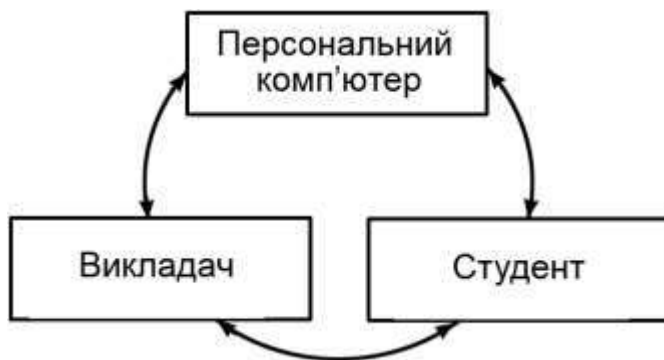 Персональний
комп’ютер
Викладач
Студент